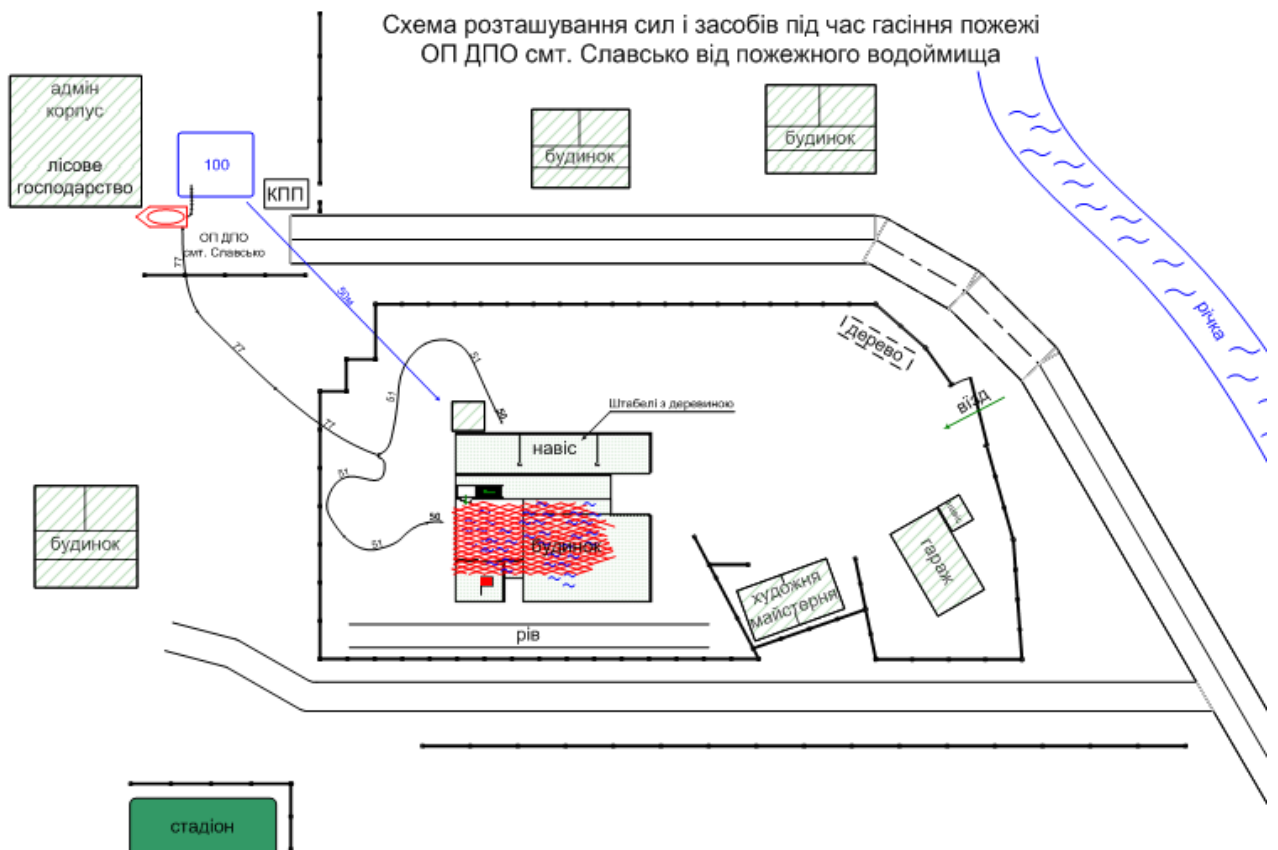 Схема розташування сил і засобів під час гасіння пожежі
ОП ДПО смт. Славсько від пожежного водоймища
адмін
корпус
лісове
господарство
100
КПП
будинок
будинок
ОП ДПО
смт. Славсько
77
77
77
50м
51
51
50
51
51
50
річка
дерево
вїзд
Штабелі з деревиною
навіс
будинок
будинок
гараж
художня
майстерня
рів
стадіон